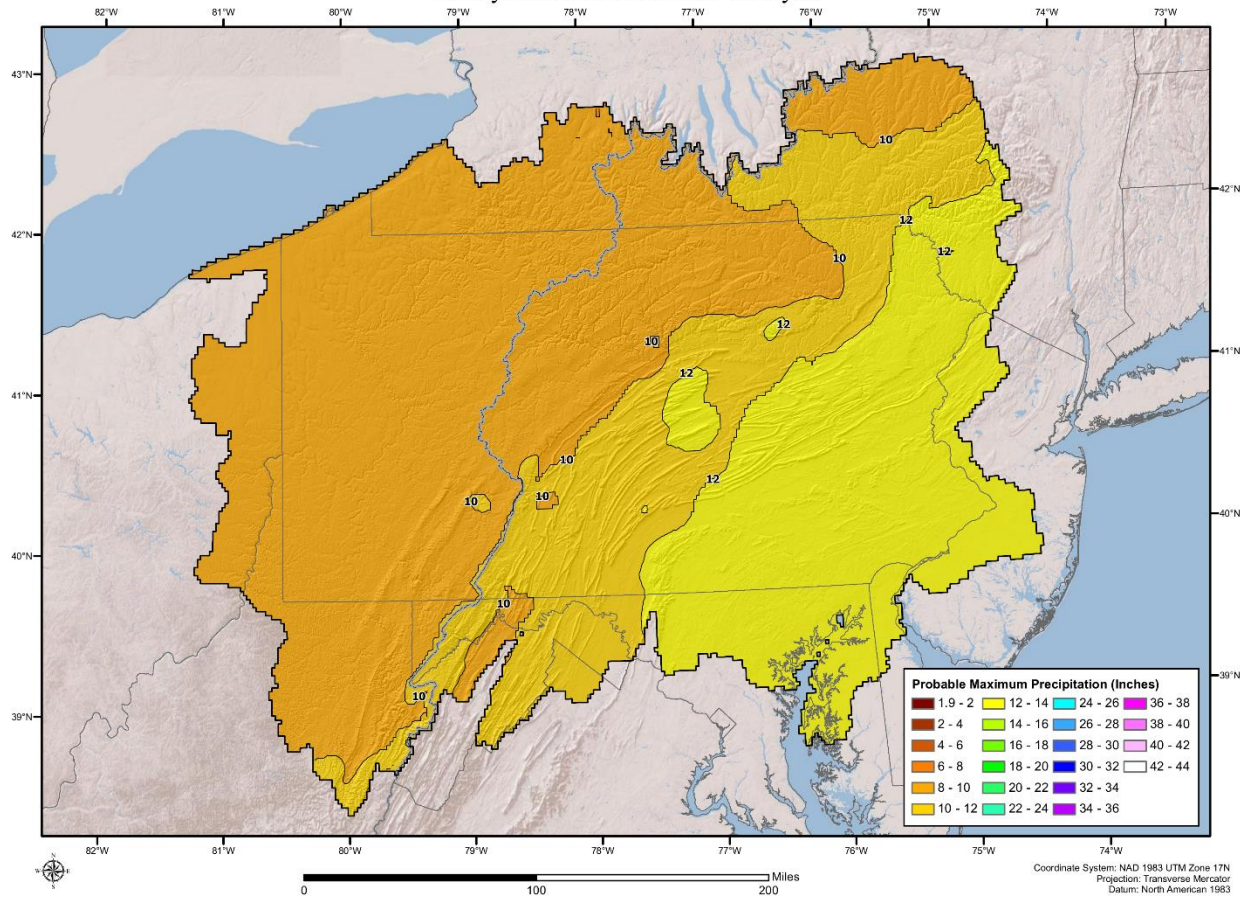 82°W 81°W 80°W 79°W 78°W 77°W 76°W 75°W 74°W 73°W
43°N 43°N
10
42°N 42°N
12
12
10
12
10
41°N 41°N
12
10
12
10
10
40°N 40°N
10
39°N 39°N
10
Probable Maximum Precipitation (Inches)
1.9 - 2 12 - 14 24 - 26 36 - 38
2 - 4 14 - 16 26 - 28 38 - 40
4 - 6 16 - 18 28 - 30 40 - 42
6 - 8 18 - 20 30 - 32 42 - 44
8 - 10 20 - 22 32 - 34
10 - 12 22 - 24 34 - 36
82°W 81°W 80°W 79°W 78°W 77°W 76°W 75°W 74°W
N
W E
S
Miles
0 100 200
Coordinate System: NAD 1983 UTM Zone 17N
Projection: Transverse Mercator
Datum: North American 1983